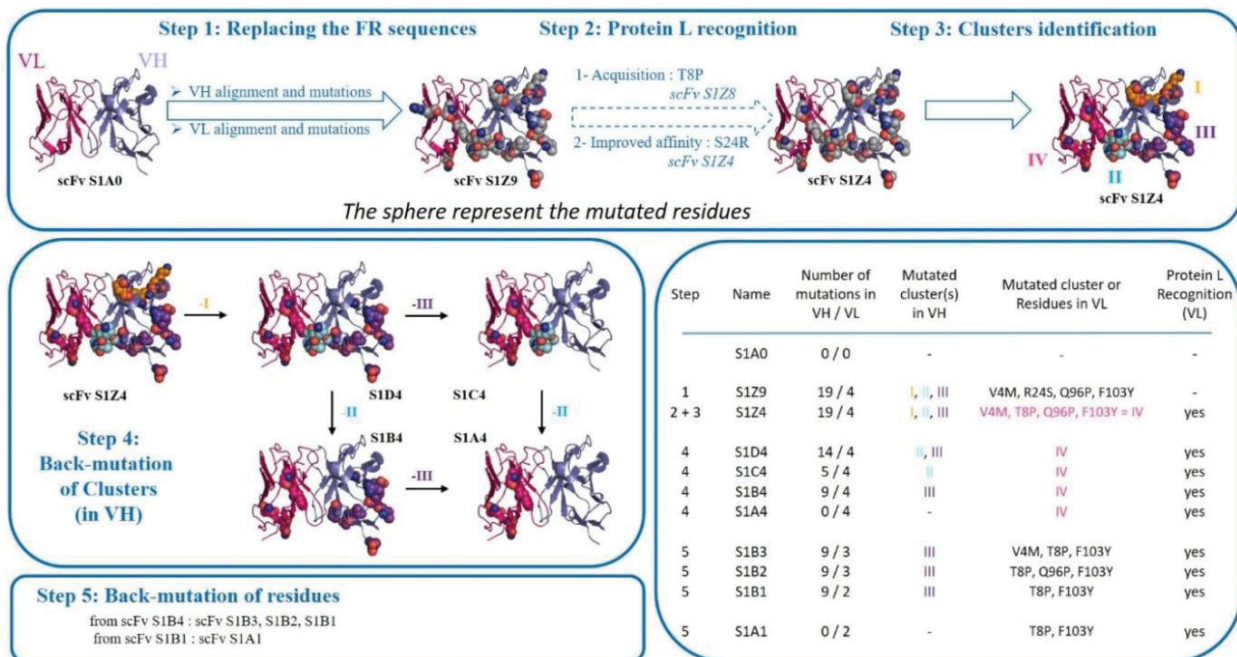 Step 1: Replacing the FR sequences
Step 2: Protein L recognition
Step 3: Clusters identification
VL
VH
➢ VH alignment and mutations
➢ VL alignment and mutations
1- Acquisition : T8P
scFv S1Z8
2- Improved affinity : S24R
scFv S1Z4
I
III
IV
II
scFv S1A0
scFv S1Z9
scFv S1Z4
scFv S1Z4
The sphere represent the mutated residues
-I
-III
scFv S1Z4
S1D4
S1C4
-II
-II
Step 4:
Back-mutation
of Clusters
(in VH)
S1B4
S1A4
-III
Step 5: Back-mutation of residues
from scFv S1B4 : scFv S1B3, S1B2, S1B1
from scFv S1B1 : scFv S1A1
Step Name Number of mutations in VH / VL Mutated cluster(s) in VH Mutated cluster or Residues in VL Protein L Recognition (VL)
S1A0 0 / 0 - - -
1 S1Z9 19 / 4 I, II, III V4M, R24S, Q96P, F103Y -
2 + 3 S1Z4 19 / 4 I, II, III V4M, T8P, Q96P, F103Y = IV yes
4 S1D4 14 / 4 II, III IV yes
4 S1C4 5 / 4 II IV yes
4 S1B4 9 / 4 III IV yes
4 S1A4 0 / 4 - IV yes
5 S1B3 9 / 3 III V4M, T8P, F103Y yes
5 S1B2 9 / 3 III T8P, Q96P, F103Y yes
5 S1B1 9 / 2 III T8P, F103Y yes
5 S1A1 0 / 2 - T8P, F103Y yes